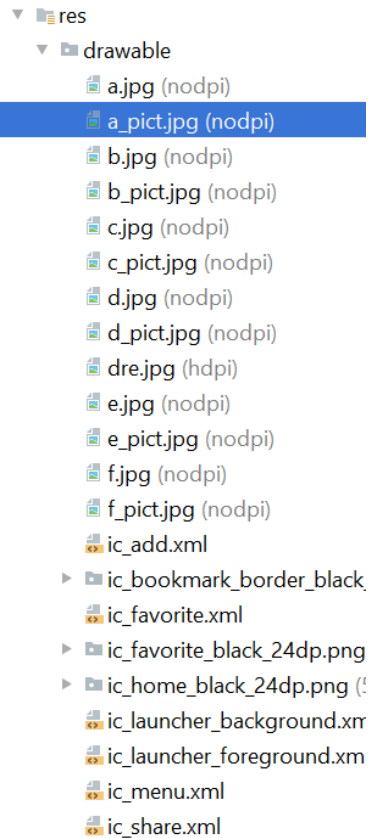 res
drawable
a.jpg (nodpi)
a_pict.jpg (nodpi)
b.jpg (nodpi)
b_pict.jpg (nodpi)
c.jpg (nodpi)
c_pict.jpg (nodpi)
d.jpg (nodpi)
d_pict.jpg (nodpi)
dre.jpg (hdpi)
e.jpg (nodpi)
e_pict.jpg (nodpi)
f.jpg (nodpi)
f_pict.jpg (nodpi)
ic_add.xml
ic_bookmark_border_black_
ic_favorite.xml
ic_favorite_black_24dp.png
ic_home_black_24dp.png (5
ic_launcher_background.xm
ic_launcher_foreground.xm
ic_menu.xml
ic_share.xml